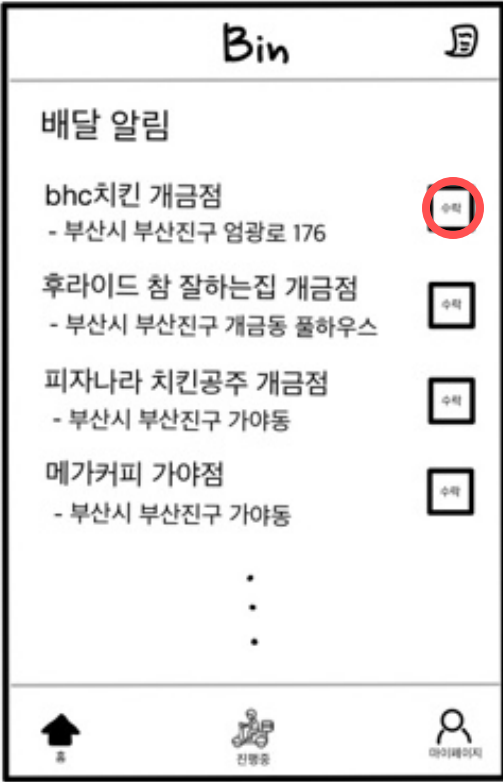 Bin
배달 알림
bhc치킨 개금점
수락
- 부산시 부산진구 엄광로 176
후라이드 참 잘하는집 개금점
수락
- 부산시 부산진구 개금동 풀하우스
피자나라 치킨공주 개금점
수락
- 부산시 부산진구 가야동
메가커피 가야점
수락
- 부산시 부산진구 가야동
홈
진행중
마이페이지